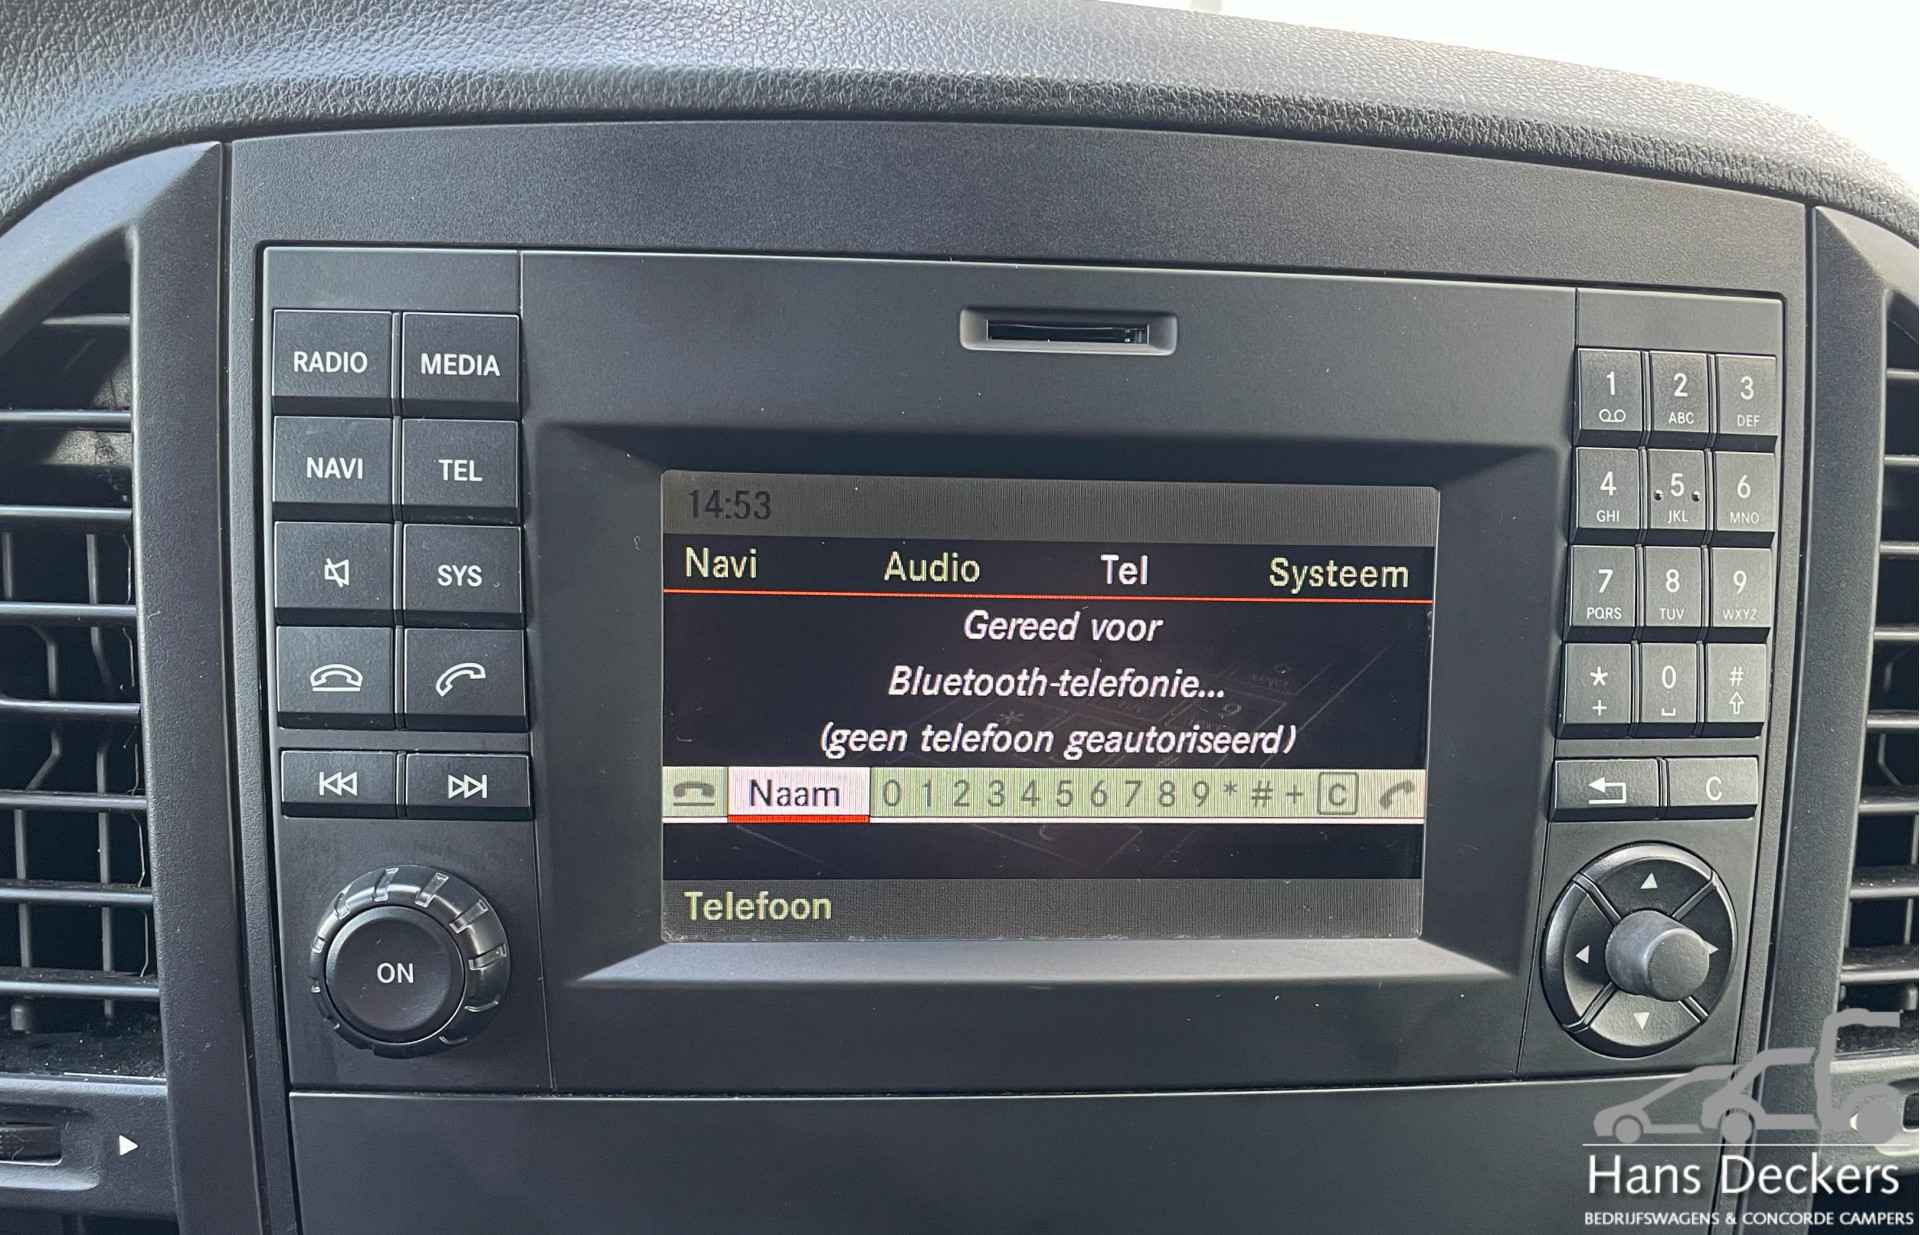 RADIO MEDIA
NAVI TEL
SYS
ON
14:53
Navi Audio Tel Systeem
Gereed voor
Bluetooth-telefonie...
(geen telefoon geautoriseerd)
Naam 0 1 2 3 4 5 6 7 8 9 * # + C
Telefoon
1 2 3
ABC DEF
4 5 6
GHI JKL MNO
7 8 9
PQRS TUV WXYZ
* 0 #
+
C
Hans Deckers
BEDRIJFSWAGENS & CONCORDE CAMPERS